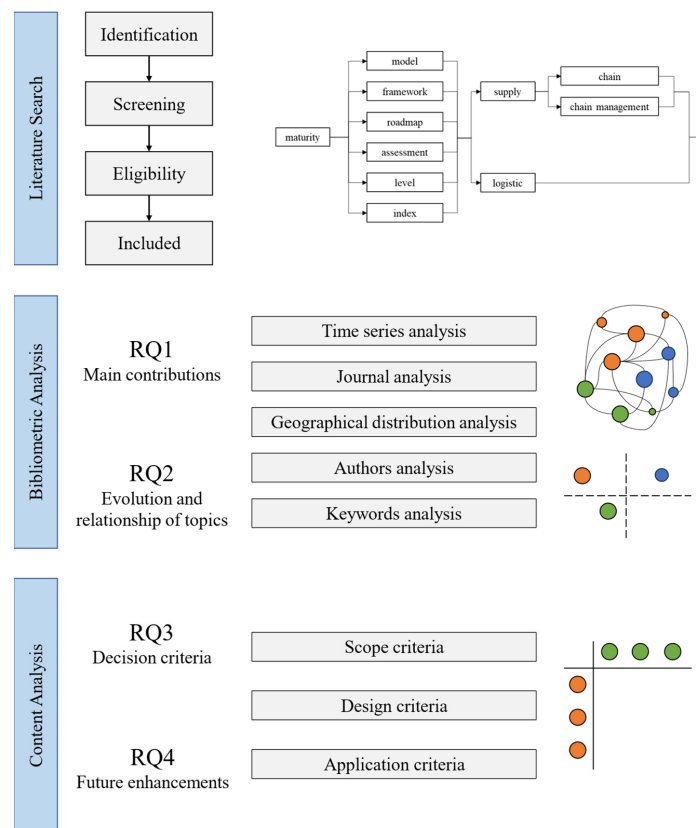 Literature Search
Identification
Screening
Eligibility
Included
maturity
model
framework
roadmap
assessment
level
index
supply
logistic
chain
chain management
Bibliometric Analysis
RQ1
Main contributions
RQ2
Evolution and
relationship of topics
Time series analysis
Journal analysis
Geographical distribution analysis
Authors analysis
Keywords analysis
Content Analysis
RQ3
Decision criteria
RQ4
Future enhancements
Scope criteria
Design criteria
Application criteria